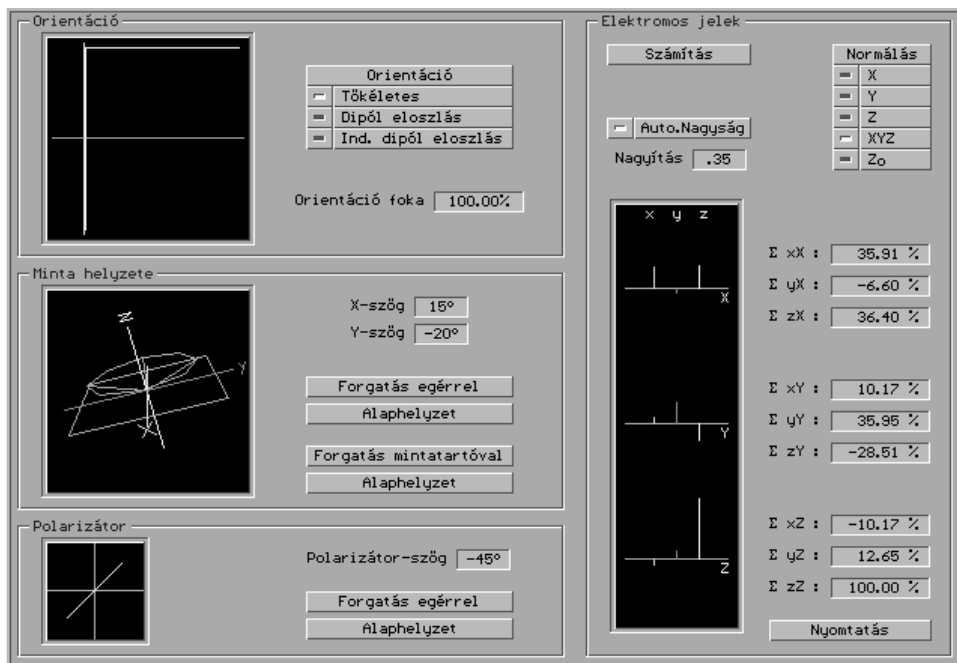 Orientáció
Orientáció
Tökéletes
Dipól eloszlás
Ind. dipól eloszlás
Orientáció foka 100.00%
Minta helyzete
Z
Y
X
X-szög 15°
Y-szög -20°
Forgatás egérrel
Alaphelyzet
Forgatás mintatartóval
Alaphelyzet
Polarizátor
Polarizátor-szög -45°
Forgatás egérrel
Alaphelyzet
Elektromos jelek
Számítás
Normálás
X
Y
Z
XYZ
Zo
Auto.Nagyság
Nagyítás .35
x y z
X
Y
Z
Σ xX : 35.91 %
Σ yX : -6.60 %
Σ zX : 36.40 %
Σ xY : 10.17 %
Σ yY : 35.95 %
Σ zY : -28.51 %
Σ xZ : -10.17 %
Σ yZ : 12.65 %
Σ zZ : 100.00 %
Nyomtatás